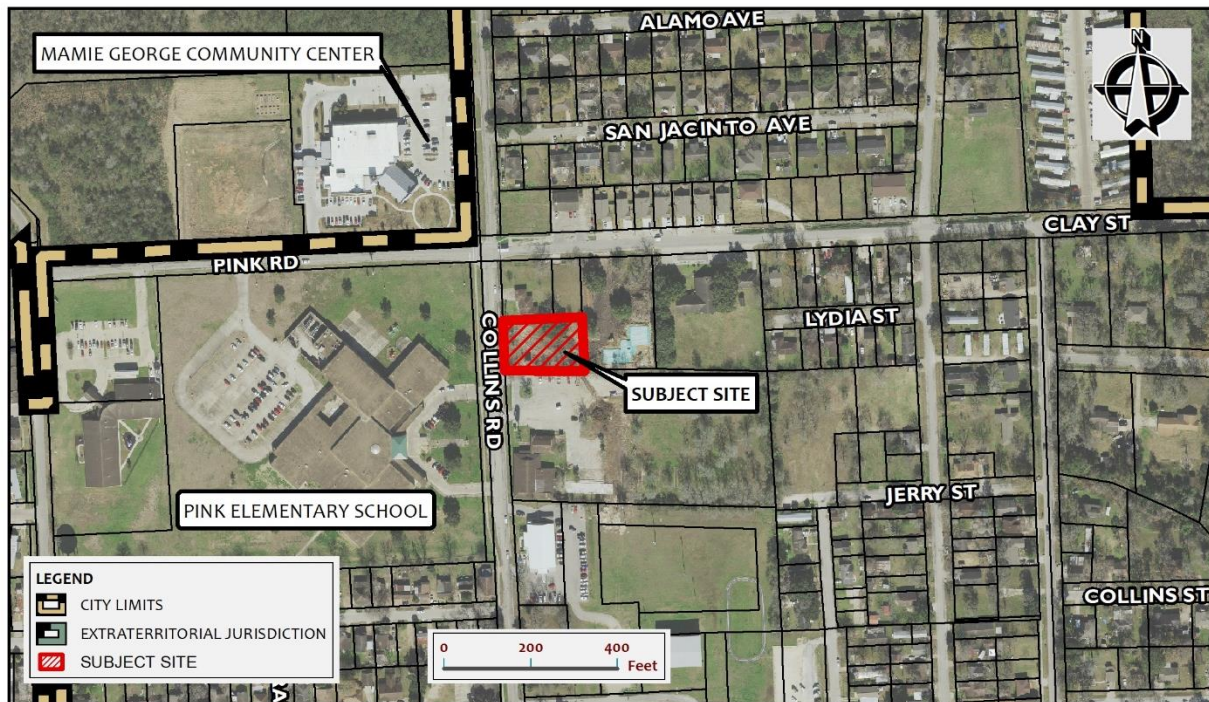 ALAMO AVE
MAMIE GEORGE COMMUNITY CENTER
N
SAN JACINTO AVE
CLAY ST
PINK RD
LYDIA ST
COLLINS RD
SUBJECT SITE
JERRY ST
PINK ELEMENTARY SCHOOL
LEGEND
CITY LIMITS
EXTRATERRITORIAL JURISDICTION
SUBJECT SITE
0 200 400
Feet
COLLINS ST